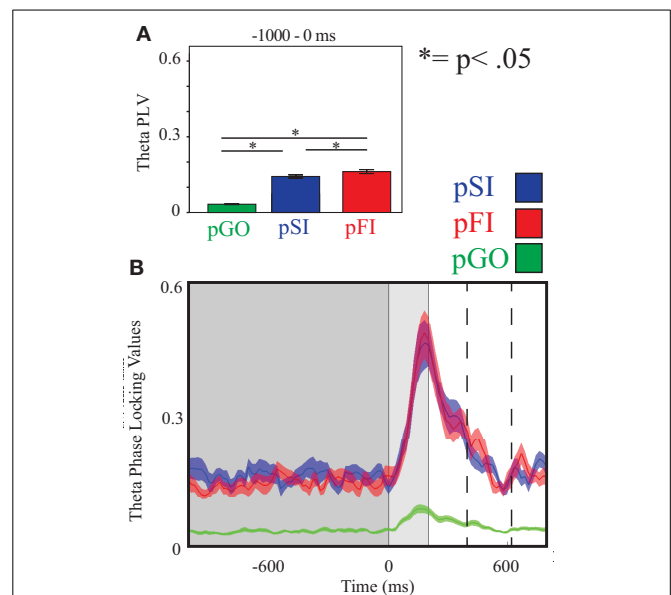 A
-1000 - 0 ms
*= p< .05
0.6
0.3
0
Theta PLV
*
* *
pGO pSI pFI
pSI
pFI
pGO
B
0.6
0.3
0
Theta Phase Locking Values
-600 0 600
Time (ms)